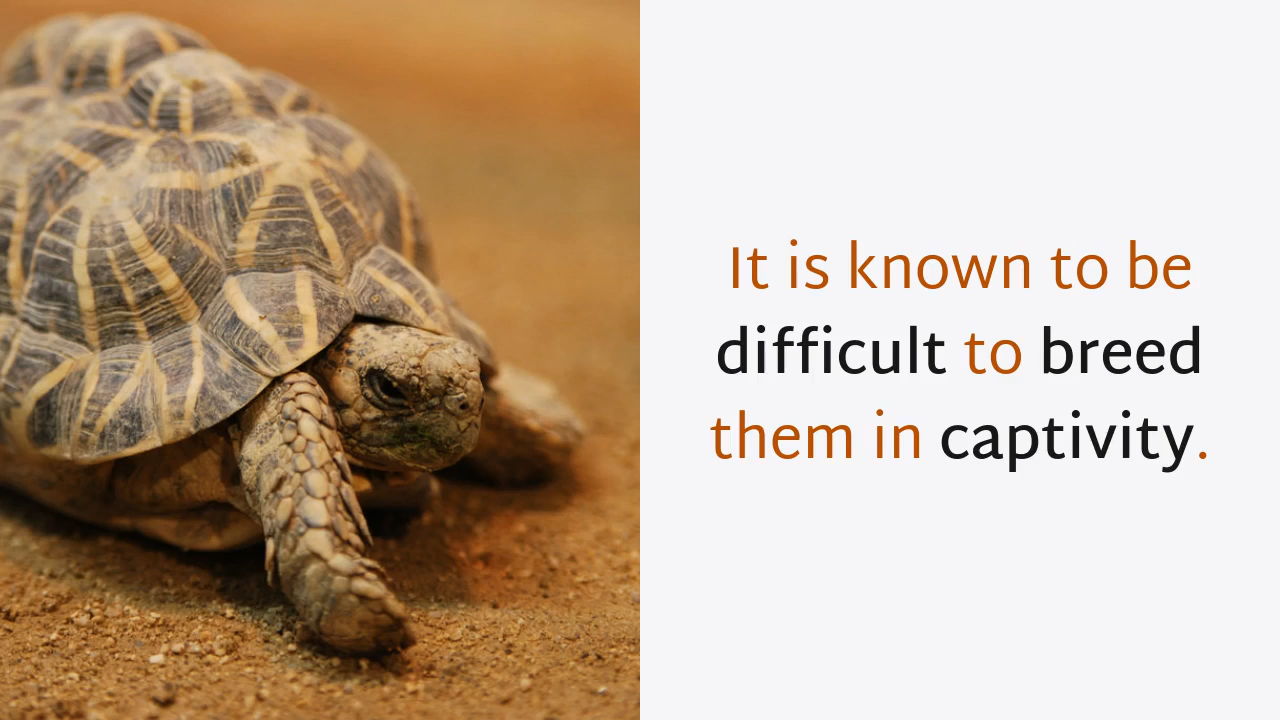 It is known to be
difficult to breed
them in captivity.